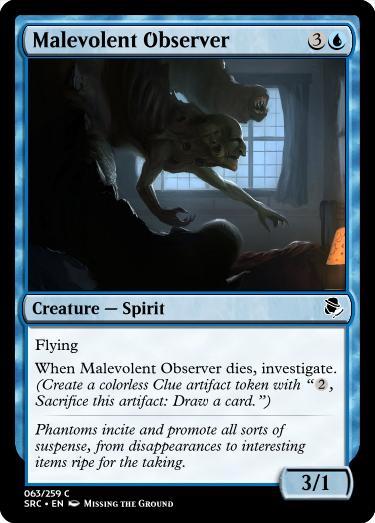 Malevolent Observer 3
Creature — Spirit
Flying
When Malevolent Observer dies, investigate.
(Create a colorless Clue artifact token with “2,
Sacrifice this artifact: Draw a card.”)
Phantoms incite and promote all sorts of
suspense, from disappearances to interesting
items ripe for the taking.
3/1
063/259 C
SRC • EN Missing the Ground